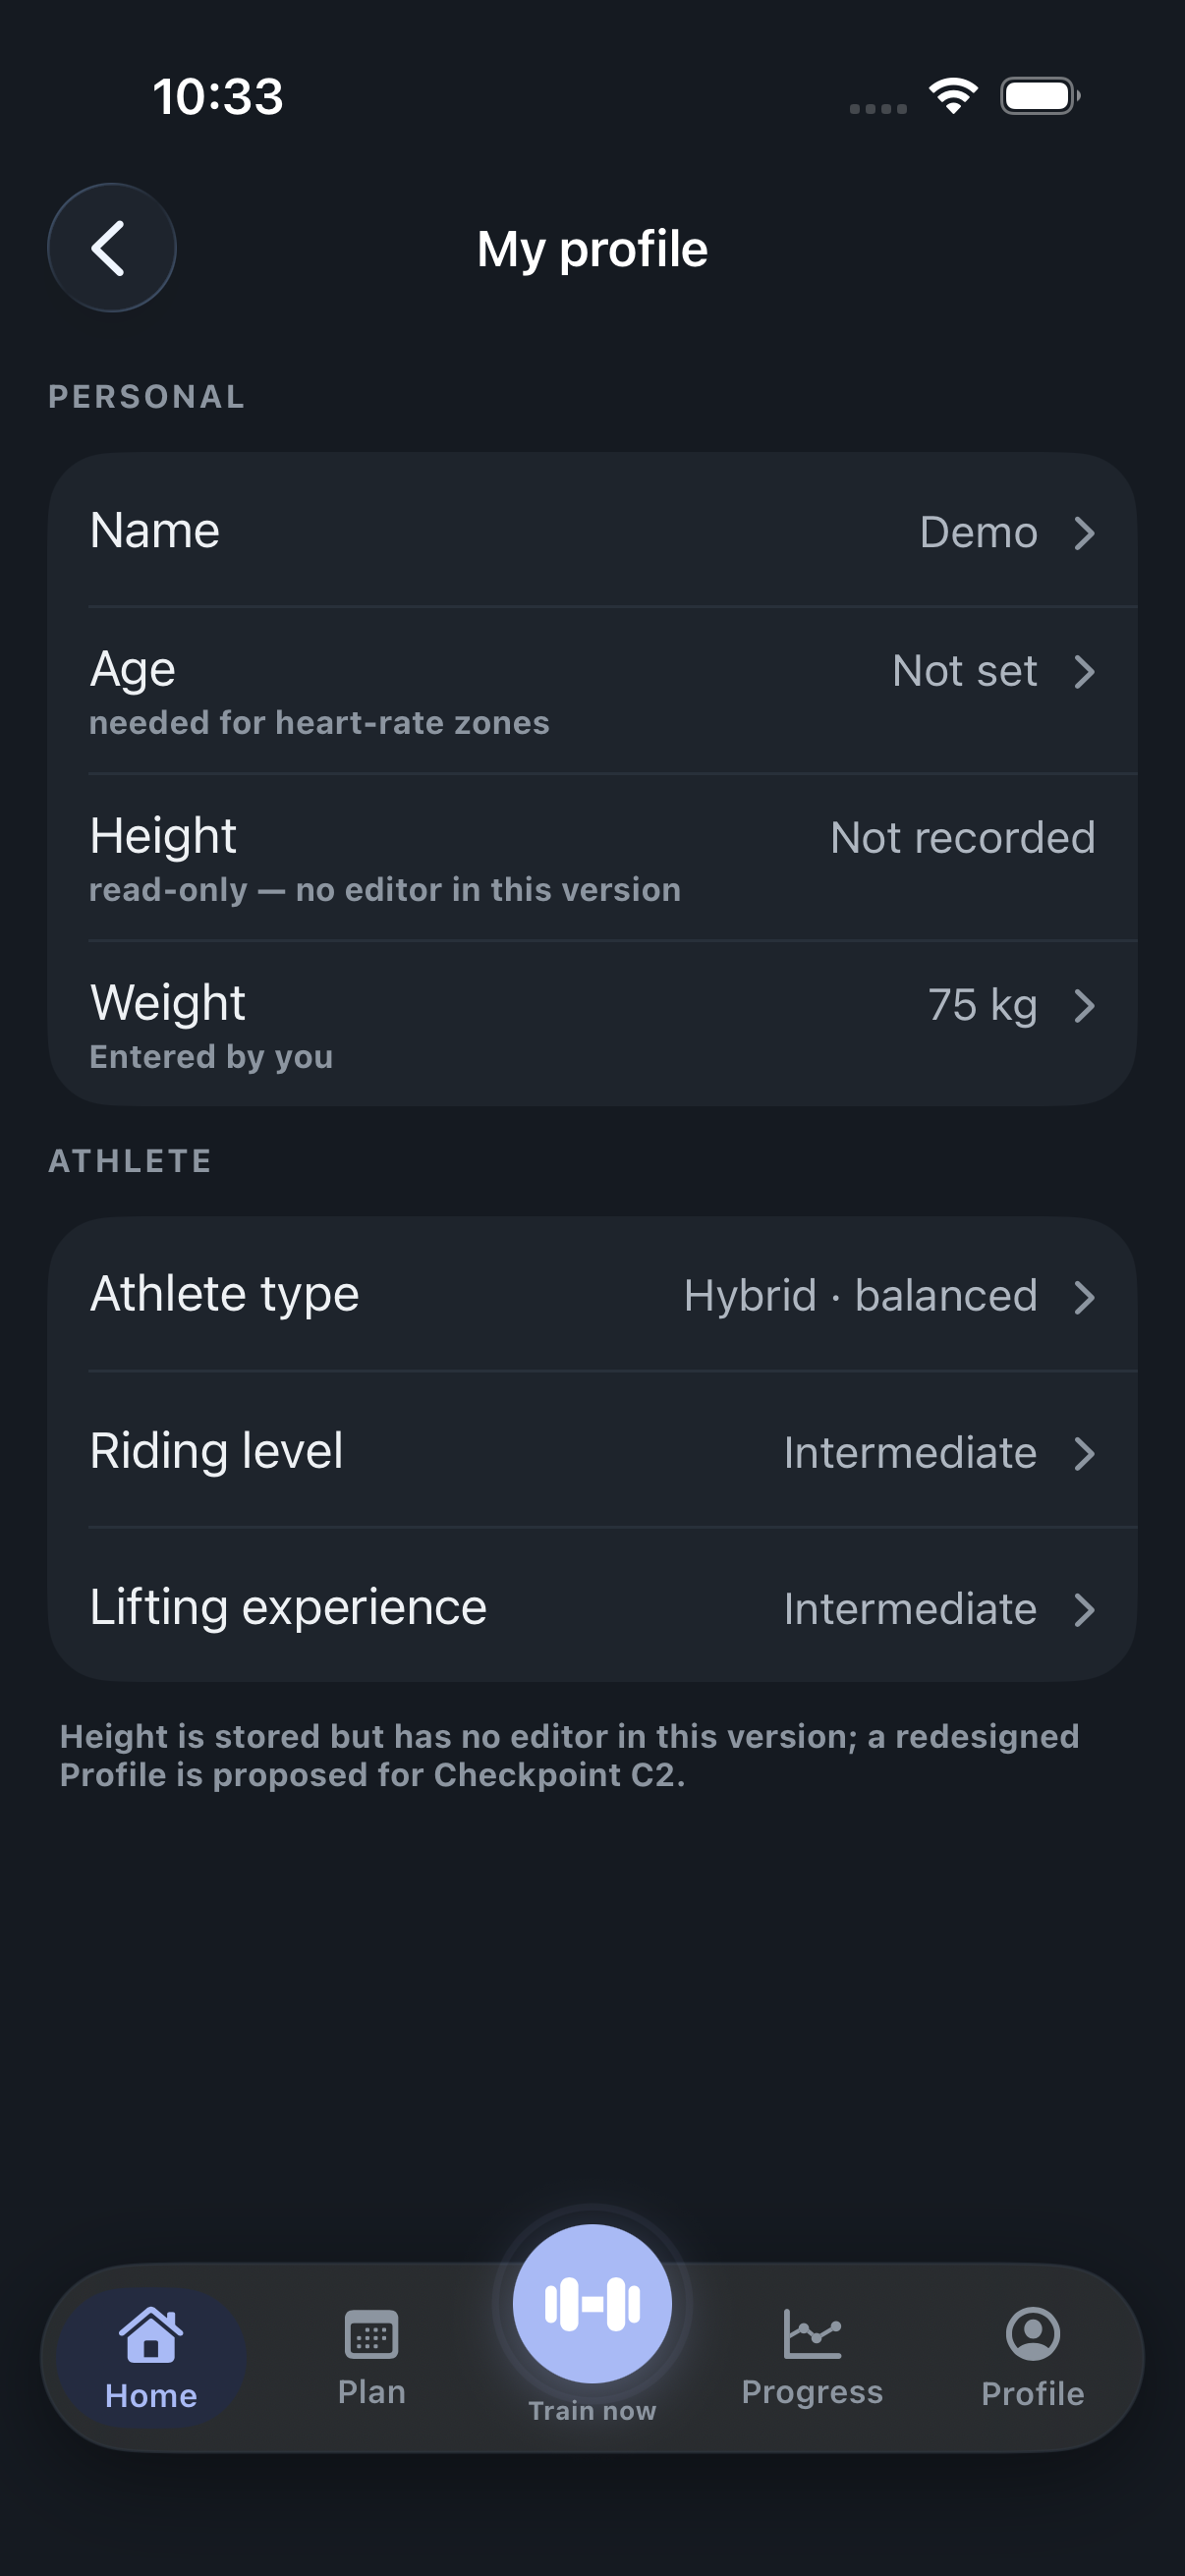 10:33
My profile
PERSONAL
Name
Demo
Age
Not set
needed for heart-rate zones
Height
Not recorded
read-only — no editor in this version
Weight
75 kg
Entered by you
ATHLETE
Athlete type
Hybrid · balanced
Riding level
Intermediate
Lifting experience
Intermediate
Height is stored but has no editor in this version; a redesigned
Profile is proposed for Checkpoint C2.
Home
Plan
Train now
Progress
Profile